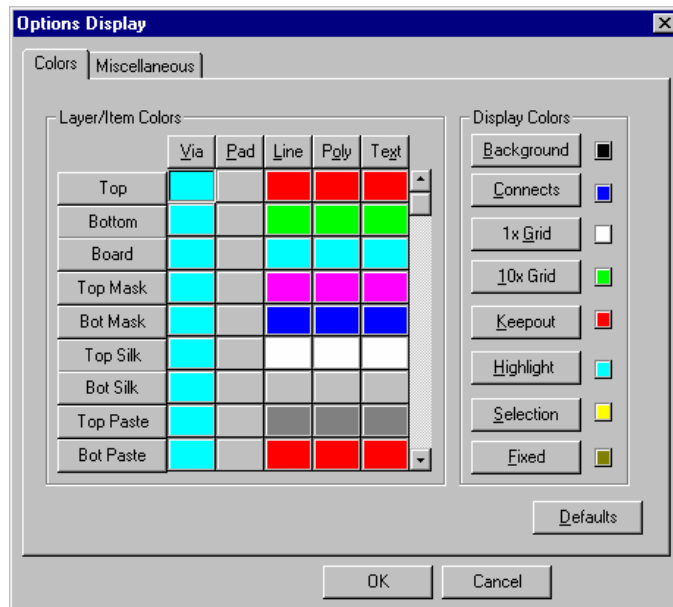 Options Display
Colors Miscellaneous
Layer/Item Colors
Via Pad Line Poly Text
Top
Bottom
Board
Top Mask
Bot Mask
Top Silk
Bot Silk
Top Paste
Bot Paste
Display Colors
Background
Connects
1x Grid
10x Grid
Keepout
Highlight
Selection
Fixed
Defaults
OK Cancel